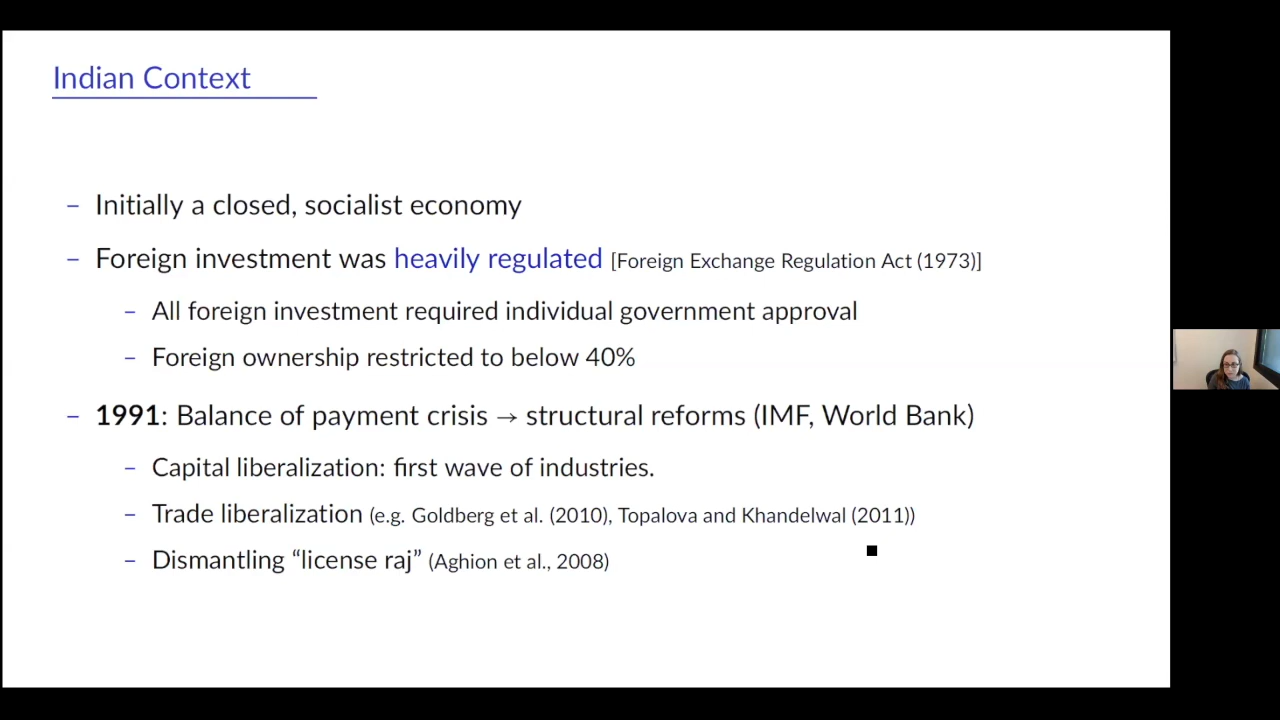 Indian Context
– Initially a closed, socialist economy
– Foreign investment was heavily regulated [Foreign Exchange Regulation Act (1973)]
– All foreign investment required individual government approval
– Foreign ownership restricted to below 40%
– 1991: Balance of payment crisis → structural reforms (IMF, World Bank)
– Capital liberalization: first wave of industries.
– Trade liberalization (e.g. Goldberg et al. (2010), Topalova and Khandelwal (2011))
– Dismantling “license raj” (Aghion et al., 2008)